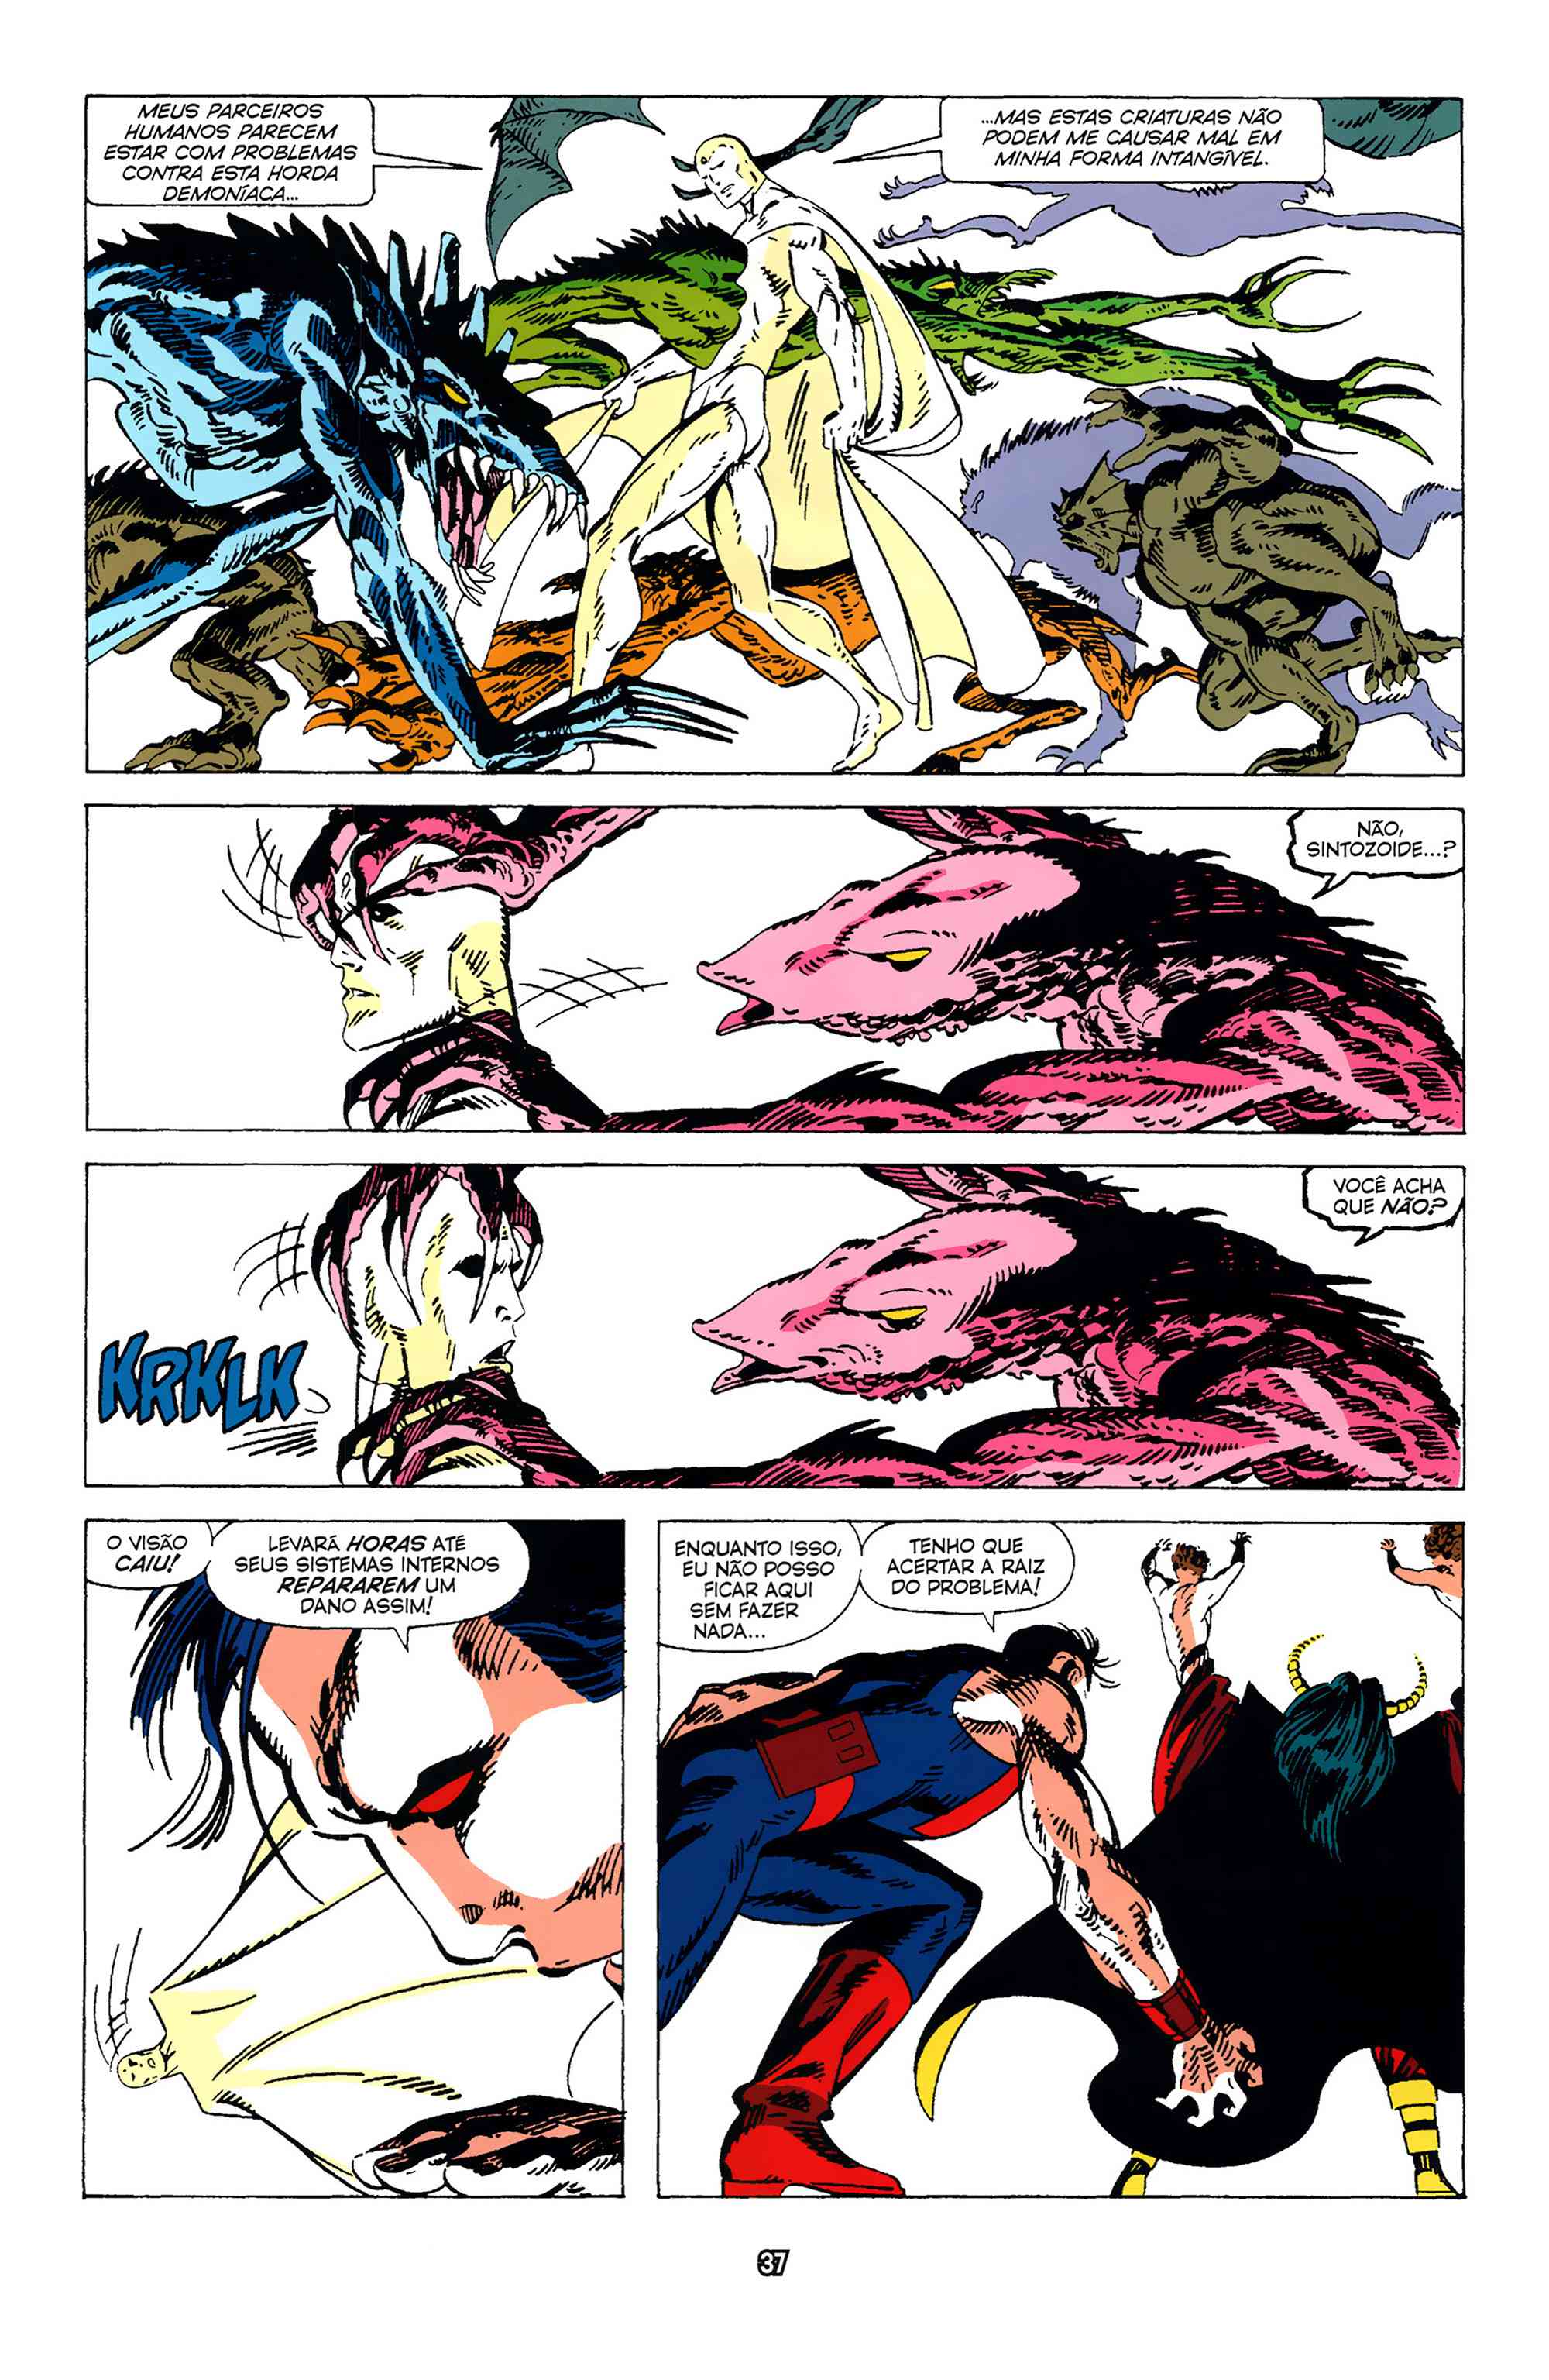 MEUS PARCEIROS
HUMANOS PARECEM
ESTAR COM PROBLEMAS
CONTRA ESTA HORDA
DEMONÍACA...
...MAS ESTAS CRIATURAS NÃO
PODEM ME CAUSAR MAL EM
MINHA FORMA INTANGÍVEL.
NÃO,
SINTOZOIDE...?
VOCÊ ACHA
QUE NÃO?
KRKLK
O VISÃO
CAIU!
LEVARÁ HORAS ATÉ
SEUS SISTEMAS INTERNOS
REPARAREM UM
DANO ASSIM!
ENQUANTO ISSO,
EU NÃO POSSO
FICAR AQUI
SEM FAZER
NADA...
TENHO QUE
ACERTAR A RAIZ
DO PROBLEMA!
37